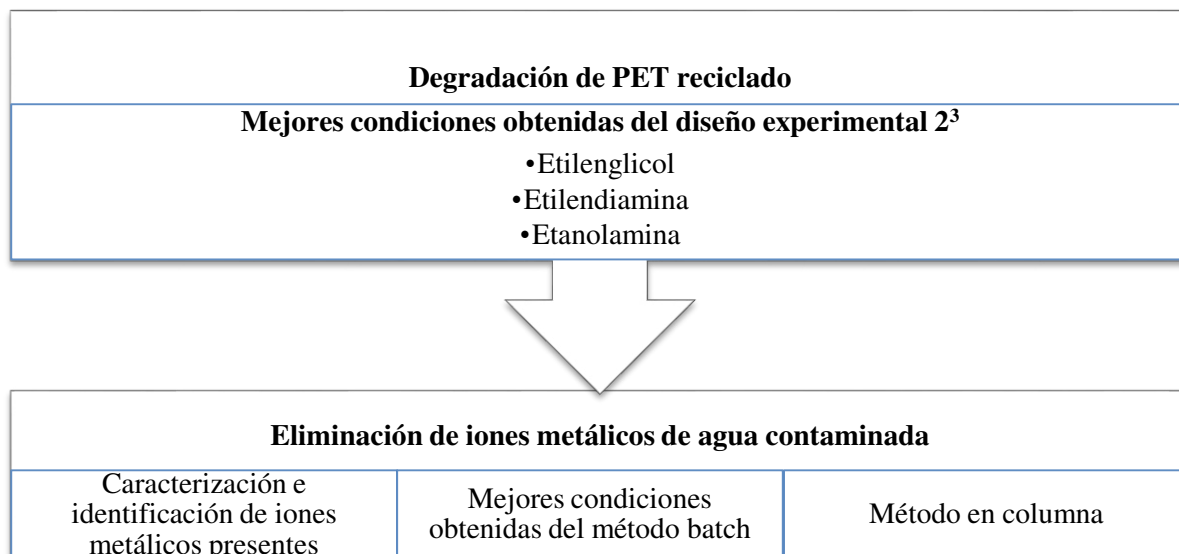 Degradación de PET reciclado
Mejores condiciones obtenidas del diseño experimental 2³
•Etilenglicol
•Etilendiamina
•Etanolamina
Eliminación de iones metálicos de agua contaminada
Caracterización e
identificación de iones
metálicos presentes
Mejores condiciones
obtenidas del método batch
Método en columna